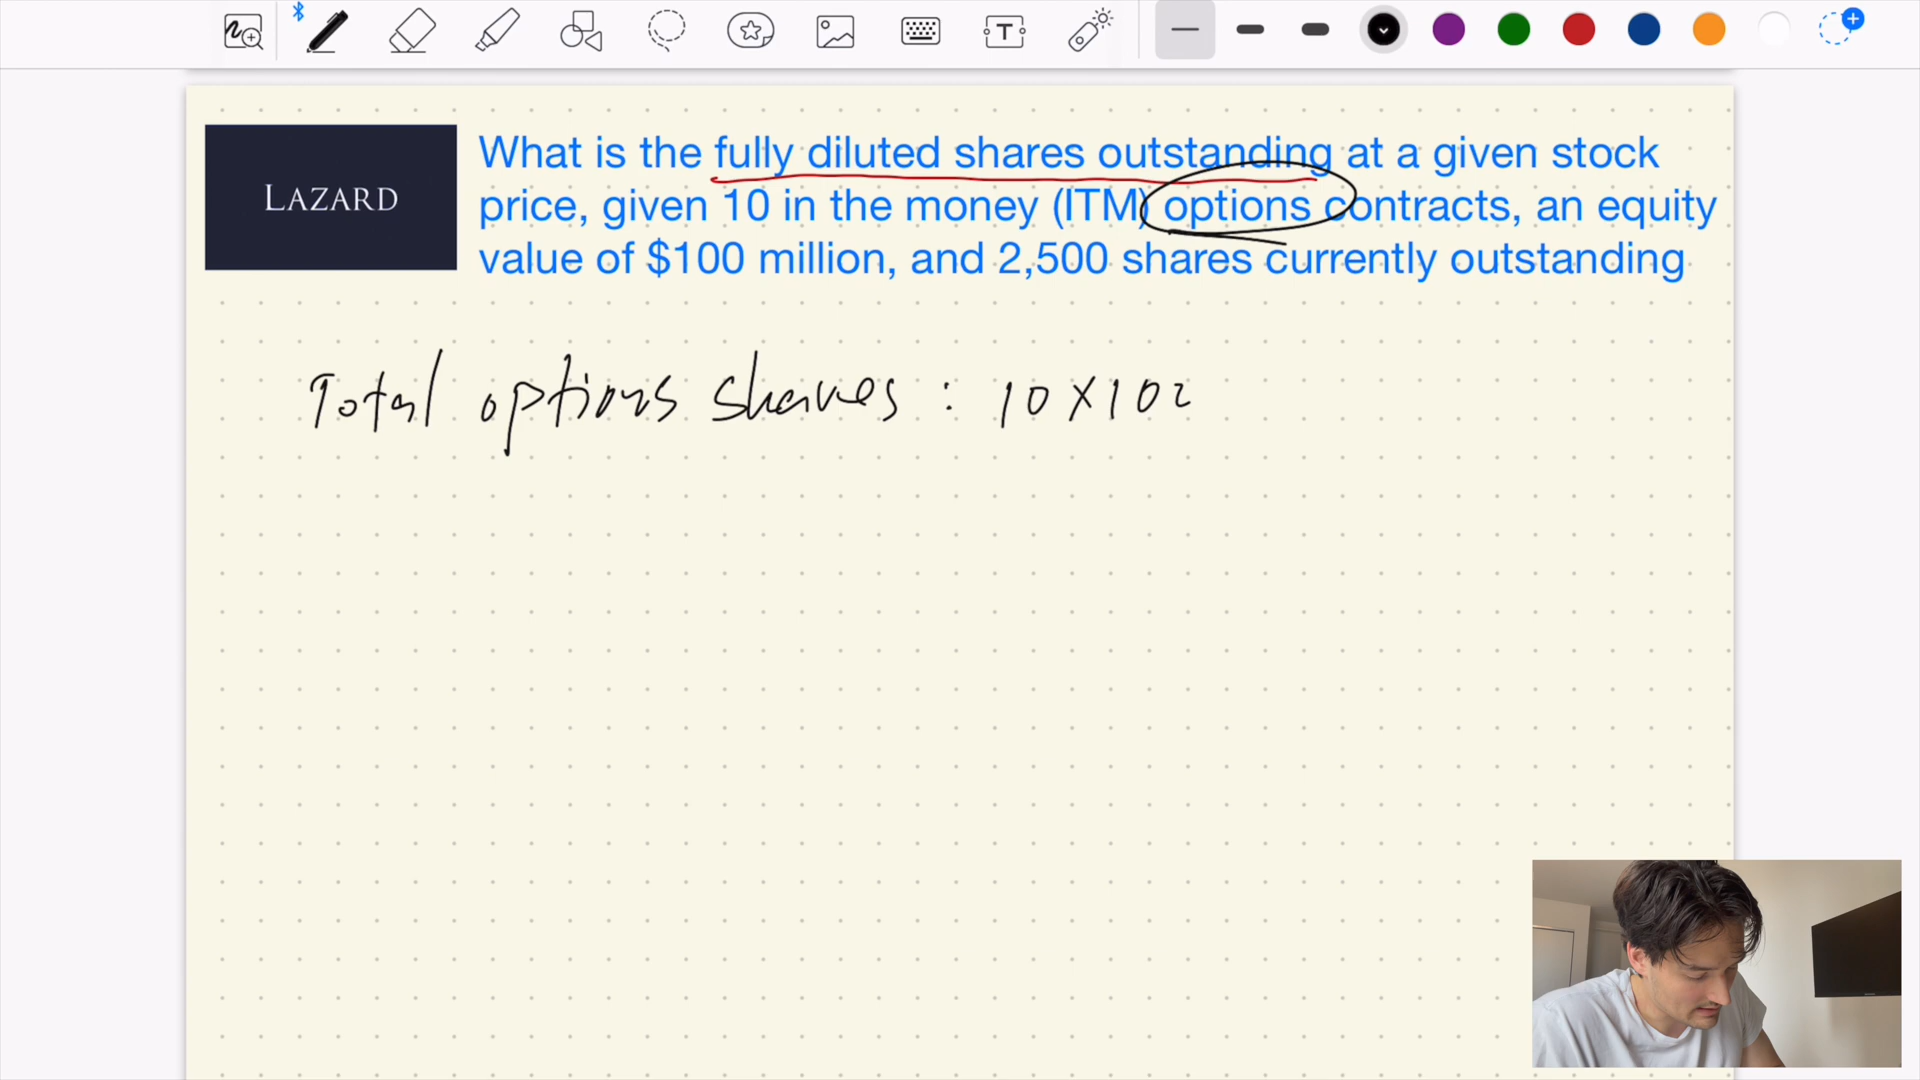 LAZARD
What is the fully diluted shares outstanding at a given stock
price, given 10 in the money (ITM) options contracts, an equity
value of $100 million, and 2,500 shares currently outstanding
Total options shares : 10 x 10